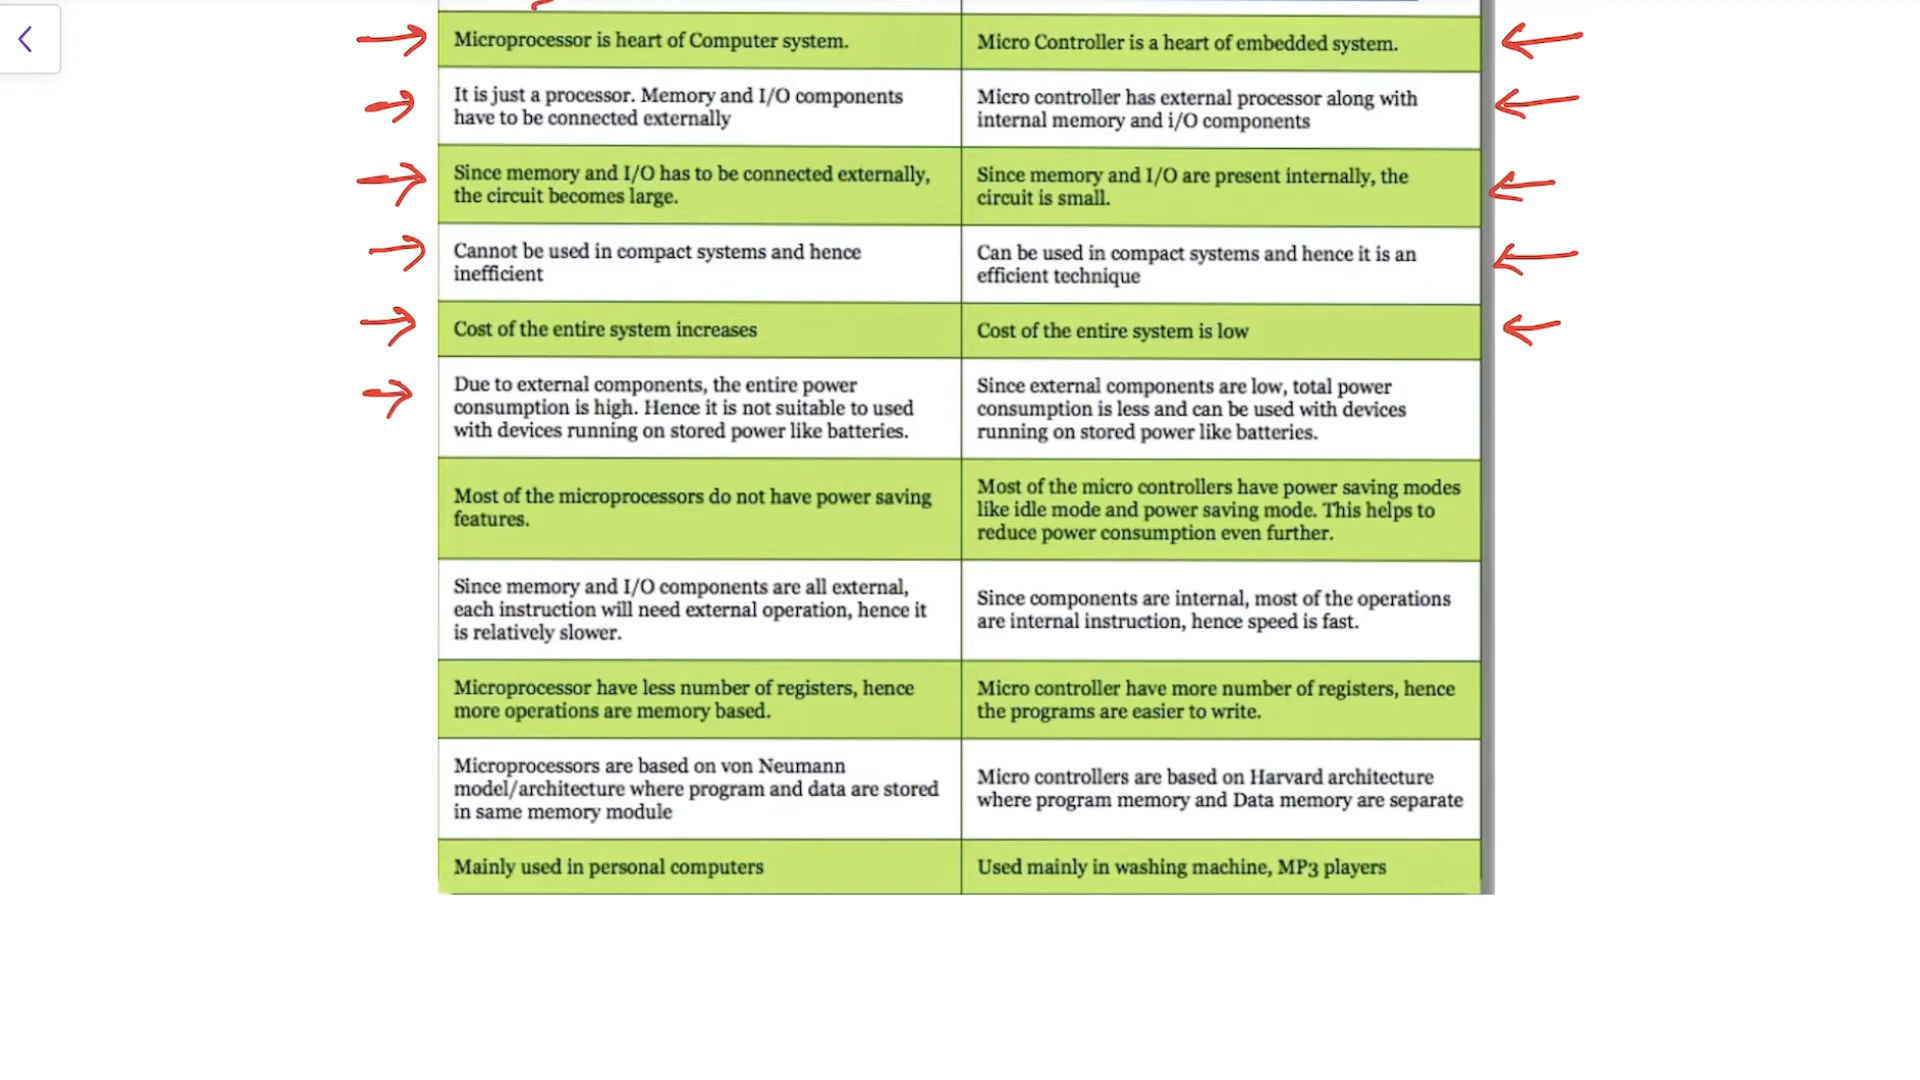 Microprocessor is heart of Computer system.
Micro Controller is a heart of embedded system.
It is just a processor. Memory and I/O components
have to be connected externally
Micro controller has external processor along with
internal memory and i/O components
Since memory and I/O has to be connected externally,
the circuit becomes large.
Since memory and I/O are present internally, the
circuit is small.
Cannot be used in compact systems and hence
inefficient
Can be used in compact systems and hence it is an
efficient technique
Cost of the entire system increases
Cost of the entire system is low
Due to external components, the entire power
consumption is high. Hence it is not suitable to used
with devices running on stored power like batteries.
Since external components are low, total power
consumption is less and can be used with devices
running on stored power like batteries.
Most of the microprocessors do not have power saving
features.
Most of the micro controllers have power saving modes
like idle mode and power saving mode. This helps to
reduce power consumption even further.
Since memory and I/O components are all external,
each instruction will need external operation, hence it
is relatively slower.
Since components are internal, most of the operations
are internal instruction, hence speed is fast.
Microprocessor have less number of registers, hence
more operations are memory based.
Micro controller have more number of registers, hence
the programs are easier to write.
Microprocessors are based on von Neumann
model/architecture where program and data are stored
in same memory module
Micro controllers are based on Harvard architecture
where program memory and Data memory are separate
Mainly used in personal computers
Used mainly in washing machine, MP3 players